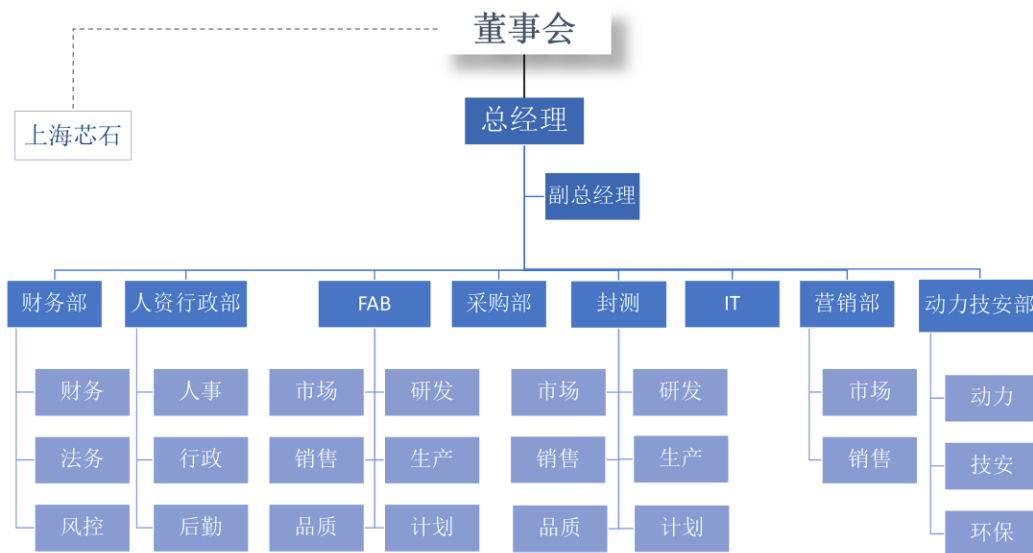 董事会
上海芯石
总经理
副总经理
财务部
人资行政部
FAB
采购部
封测
IT
营销部
动力技安部
财务
法务
风控
人事
行政
后勤
市场
销售
品质
研发
生产
计划
市场
销售
品质
研发
生产
计划
市场
销售
动力
技安
环保